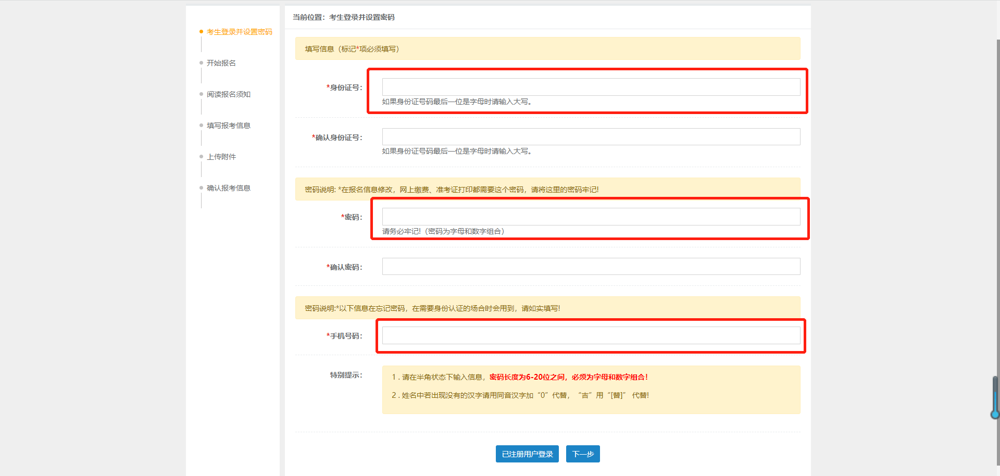 考生登录并设置密码
开始报名
阅读报名须知
填写报考信息
上传附件
确认报考信息
当前位置：考生登录并设置密码
填写信息（标记*项必须填写）
*身份证号：
如果身份证号码最后一位是字母时请输入大写。
*确认身份证号：
如果身份证号码最后一位是字母时请输入大写。
密码说明: *在报名信息修改，网上缴费、准考证打印都需要这个密码，请将这里的密码牢记!
*密码：
请务必牢记!（密码为字母和数字组合）
*确认密码：
密码说明:*以下信息在忘记密码，在需要身份认证的场合时会用到，请如实填写!
*手机号码：
特别提示：
1 . 请在半角状态下输入信息，密码长度为6-20位之间，必须为字母和数字组合!
2 . 姓名中若出现没有的汉字请用同音汉字加“0”代替，“吉”用“[替]” 代替!
已注册用户登录
下一步